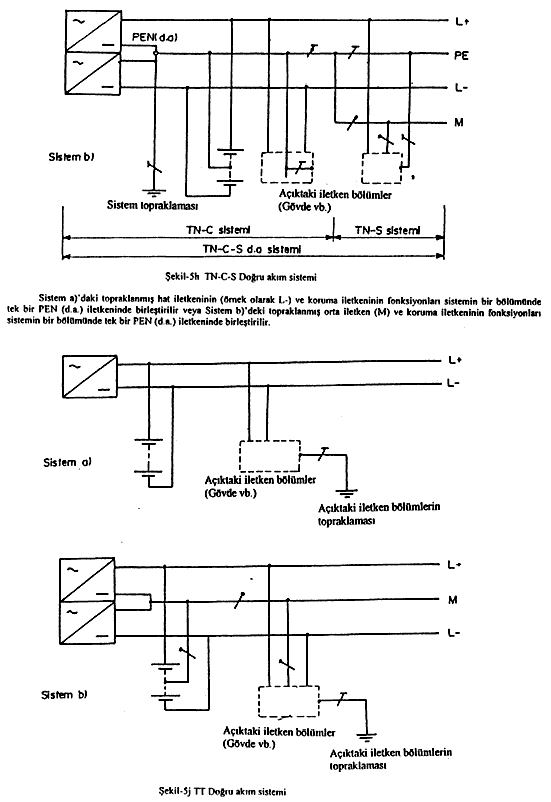 L+
PEN(d.a)
PE
L-
M
Sistem b)
Sistem topraklaması
Açıktaki iletken bölümler
(Gövde vb.)
TN-C sistemi
TN-S sistemi
TN-C-S d.a sistemi
Şekil-5h TN-C-S Doğru akım sistemi
Sistem a)'daki topraklanmış hat iletkeninin (örnek olarak L-) ve koruma iletkeninin fonksiyonları sistemin bir bölümünde
tek bir PEN (d.a.) iletkeninde birleştirilir veya Sistem b)'deki topraklanmış orta iletken (M) ve koruma iletkeninin fonksiyonları
sistemin bir bölümünde tek bir PEN (d.a.) iletkeninde birleştirilir.
L+
L-
Sistem a)
Açıktaki iletken bölümler
(Gövde vb.)
Açıktaki iletken bölümlerin
topraklaması
L+
M
L-
Sistem b)
Açıktaki iletken bölümler
(Gövde vb.)
Açıktaki iletken bölümlerin
topraklaması
Şekil-5j TT Doğru akım sistemi